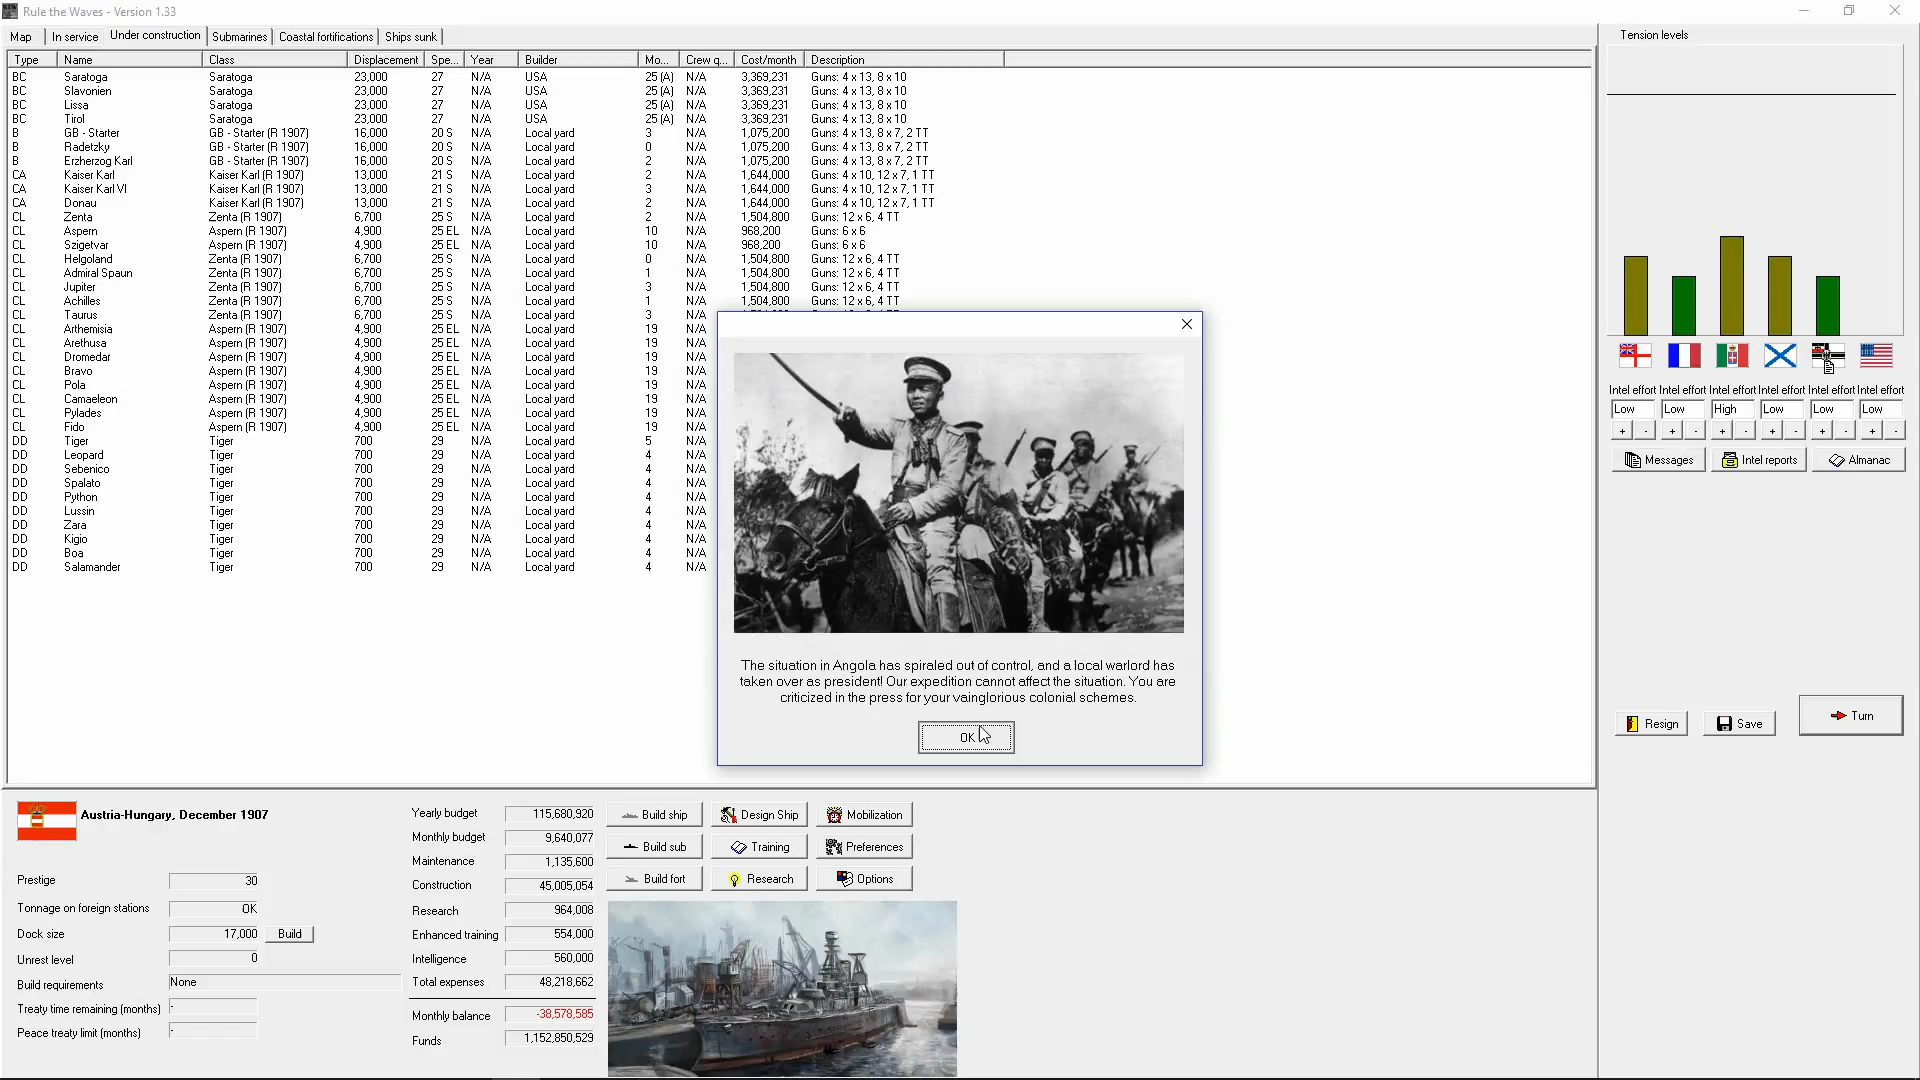 Rule the Waves - Version 1.33
Map In service Under construction Submarines Coastal fortifications Ships sunk
Type Name Class Displacement Spe... Year Builder Mo... Crew q... Cost/month Description
BC Saratoga Saratoga 23,000 27 N/A USA 25 (A) N/A 3,369,231 Guns: 4 x 13, 8 x 10
BC Slavonien Saratoga 23,000 27 N/A USA 25 (A) N/A 3,369,231 Guns: 4 x 13, 8 x 10
BC Lissa Saratoga 23,000 27 N/A USA 25 (A) N/A 3,369,231 Guns: 4 x 13, 8 x 10
BC Tirol Saratoga 23,000 27 N/A USA 25 (A) N/A 3,369,231 Guns: 4 x 13, 8 x 10
B GB - Starter GB - Starter (R 1907) 16,000 20 S N/A Local yard 3 N/A 1,075,200 Guns: 4 x 13, 8 x 7, 2 TT
B Radetzky GB - Starter (R 1907) 16,000 20 S N/A Local yard 0 N/A 1,075,200 Guns: 4 x 13, 8 x 7, 2 TT
B Erzherzog Karl GB - Starter (R 1907) 16,000 20 S N/A Local yard 2 N/A 1,075,200 Guns: 4 x 13, 8 x 7, 2 TT
CA Kaiser Karl Kaiser Karl (R 1907) 13,000 21 S N/A Local yard 2 N/A 1,644,000 Guns: 4 x 10, 12 x 7, 1 TT
CA Kaiser Karl VI Kaiser Karl (R 1907) 13,000 21 S N/A Local yard 3 N/A 1,644,000 Guns: 4 x 10, 12 x 7, 1 TT
CA Donau Kaiser Karl (R 1907) 13,000 21 S N/A Local yard 2 N/A 1,644,000 Guns: 4 x 10, 12 x 7, 1 TT
CL Zenta Zenta (R 1907) 6,700 25 S N/A Local yard 2 N/A 1,504,800 Guns: 12 x 6, 4 TT
CL Aspern Aspern (R 1907) 4,900 25 EL N/A Local yard 10 N/A 968,200 Guns: 6 x 6
CL Szigetvar Aspern (R 1907) 4,900 25 EL N/A Local yard 10 N/A 968,200 Guns: 6 x 6
CL Helgoland Zenta (R 1907) 6,700 25 S N/A Local yard 0 N/A 1,504,800 Guns: 12 x 6, 4 TT
CL Admiral Spaun Zenta (R 1907) 6,700 25 S N/A Local yard 1 N/A 1,504,800 Guns: 12 x 6, 4 TT
CL Jupiter Zenta (R 1907) 6,700 25 S N/A Local yard 3 N/A 1,504,800 Guns: 12 x 6, 4 TT
CL Achilles Zenta (R 1907) 6,700 25 S N/A Local yard 1 N/A 1,504,800 Guns: 12 x 6, 4 TT
CL Taurus Zenta (R 1907) 6,700 25 S N/A Local yard 3 N/A
CL Arthemisia Aspern (R 1907) 4,900 25 EL N/A Local yard 19 N/A
CL Arethusa Aspern (R 1907) 4,900 25 EL N/A Local yard 19 N/A
CL Dromedar Aspern (R 1907) 4,900 25 EL N/A Local yard 19 N/A
CL Bravo Aspern (R 1907) 4,900 25 EL N/A Local yard 19 N/A
CL Pola Aspern (R 1907) 4,900 25 EL N/A Local yard 19 N/A
CL Camaeleon Aspern (R 1907) 4,900 25 EL N/A Local yard 19 N/A
CL Pylades Aspern (R 1907) 4,900 25 EL N/A Local yard 19 N/A
CL Fido Aspern (R 1907) 4,900 25 EL N/A Local yard 19 N/A
DD Tiger Tiger 700 29 N/A Local yard 5 N/A
DD Leopard Tiger 700 29 N/A Local yard 4 N/A
DD Sebenico Tiger 700 29 N/A Local yard 4 N/A
DD Spalato Tiger 700 29 N/A Local yard 4 N/A
DD Python Tiger 700 29 N/A Local yard 4 N/A
DD Lussin Tiger 700 29 N/A Local yard 4 N/A
DD Zara Tiger 700 29 N/A Local yard 4 N/A
DD Kigio Tiger 700 29 N/A Local yard 4 N/A
DD Boa Tiger 700 29 N/A Local yard 4 N/A
DD Salamander Tiger 700 29 N/A Local yard 4 N/A
The situation in Angola has spiraled out of control, and a local warlord has
taken over as president! Our expedition cannot affect the situation. You are
criticized in the press for your vainglorious colonial schemes.
OK
Tension levels
Intel effort Intel effort Intel effort Intel effort Intel effort Intel effort
Low Low High Low Low Low
+ - + - + - + - + - + -
Messages Intel reports Almanac
Resign Save Turn
Austria-Hungary, December 1907
Prestige 30
Tonnage on foreign stations OK
Dock size 17,000 Build
Unrest level 0
Build requirements None
Treaty time remaining (months) -
Peace treaty limit (months) -
Yearly budget 115,680,920
Monthly budget 9,640,077
Maintenance 1,135,600
Construction 45,005,054
Research 964,008
Enhanced training 554,000
Intelligence 560,000
Total expenses 48,218,662
Monthly balance -38,578,585
Funds 1,152,850,529
Build ship Design Ship Mobilization
Build sub Training Preferences
Build fort Research Options